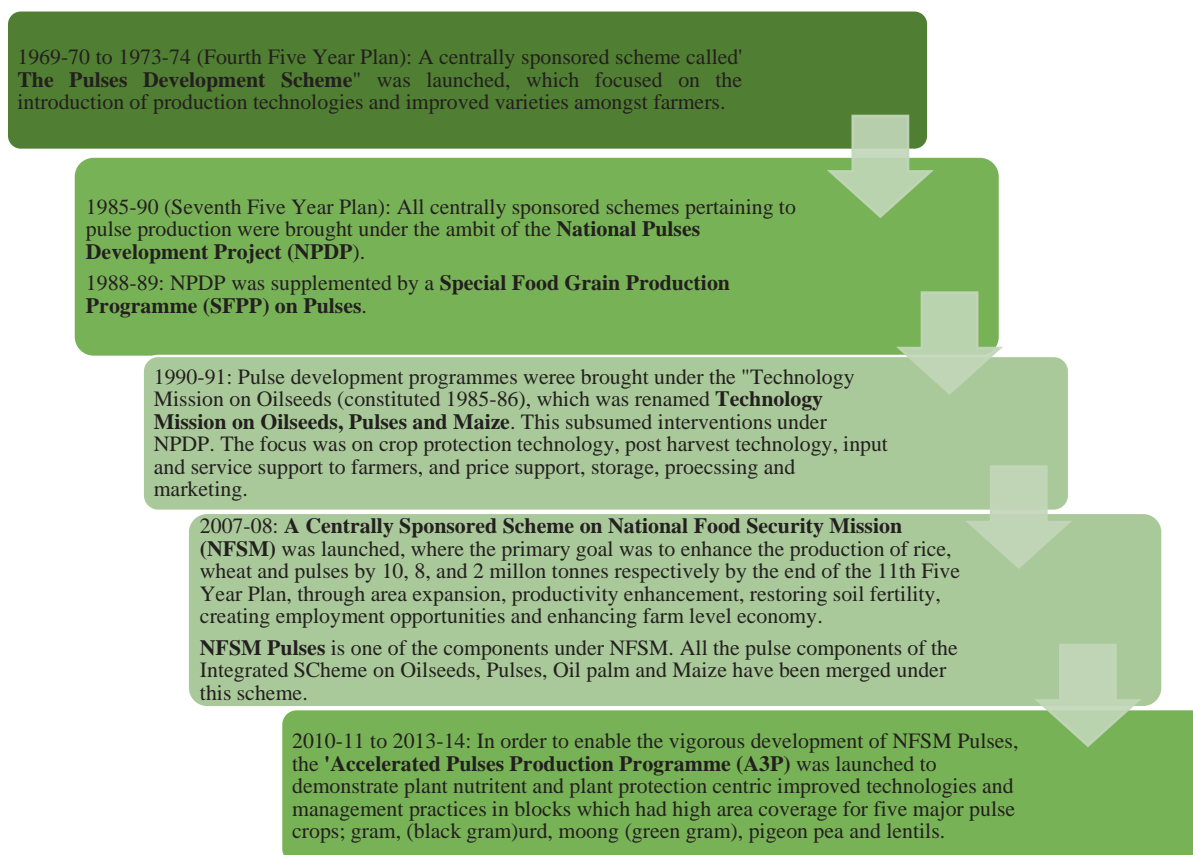 1969-70 to 1973-74 (Fourth Five Year Plan): A centrally sponsored scheme called'
The Pulses Development Scheme" was launched, which focused on the
introduction of production technologies and improved varieties amongst farmers.
1985-90 (Seventh Five Year Plan): All centrally sponsored schemes pertaining to
pulse production were brought under the ambit of the National Pulses
Development Project (NPDP).
1988-89: NPDP was supplemented by a Special Food Grain Production
Programme (SFPP) on Pulses.
1990-91: Pulse development programmes weree brought under the "Technology
Mission on Oilseeds (constituted 1985-86), which was renamed Technology
Mission on Oilseeds, Pulses and Maize. This subsumed interventions under
NPDP. The focus was on crop protection technology, post harvest technology, input
and service support to farmers, and price support, storage, proecssing and
marketing.
2007-08: A Centrally Sponsored Scheme on National Food Security Mission
(NFSM) was launched, where the primary goal was to enhance the production of rice,
wheat and pulses by 10, 8, and 2 millon tonnes respectively by the end of the 11th Five
Year Plan, through area expansion, productivity enhancement, restoring soil fertility,
creating employment opportunities and enhancing farm level economy.
NFSM Pulses is one of the components under NFSM. All the pulse components of the
Integrated SCheme on Oilseeds, Pulses, Oil palm and Maize have been merged under
this scheme.
2010-11 to 2013-14: In order to enable the vigorous development of NFSM Pulses,
the 'Accelerated Pulses Production Programme (A3P) was launched to
demonstrate plant nutritent and plant protection centric improved technologies and
management practices in blocks which had high area coverage for five major pulse
crops; gram, (black gram)urd, moong (green gram), pigeon pea and lentils.